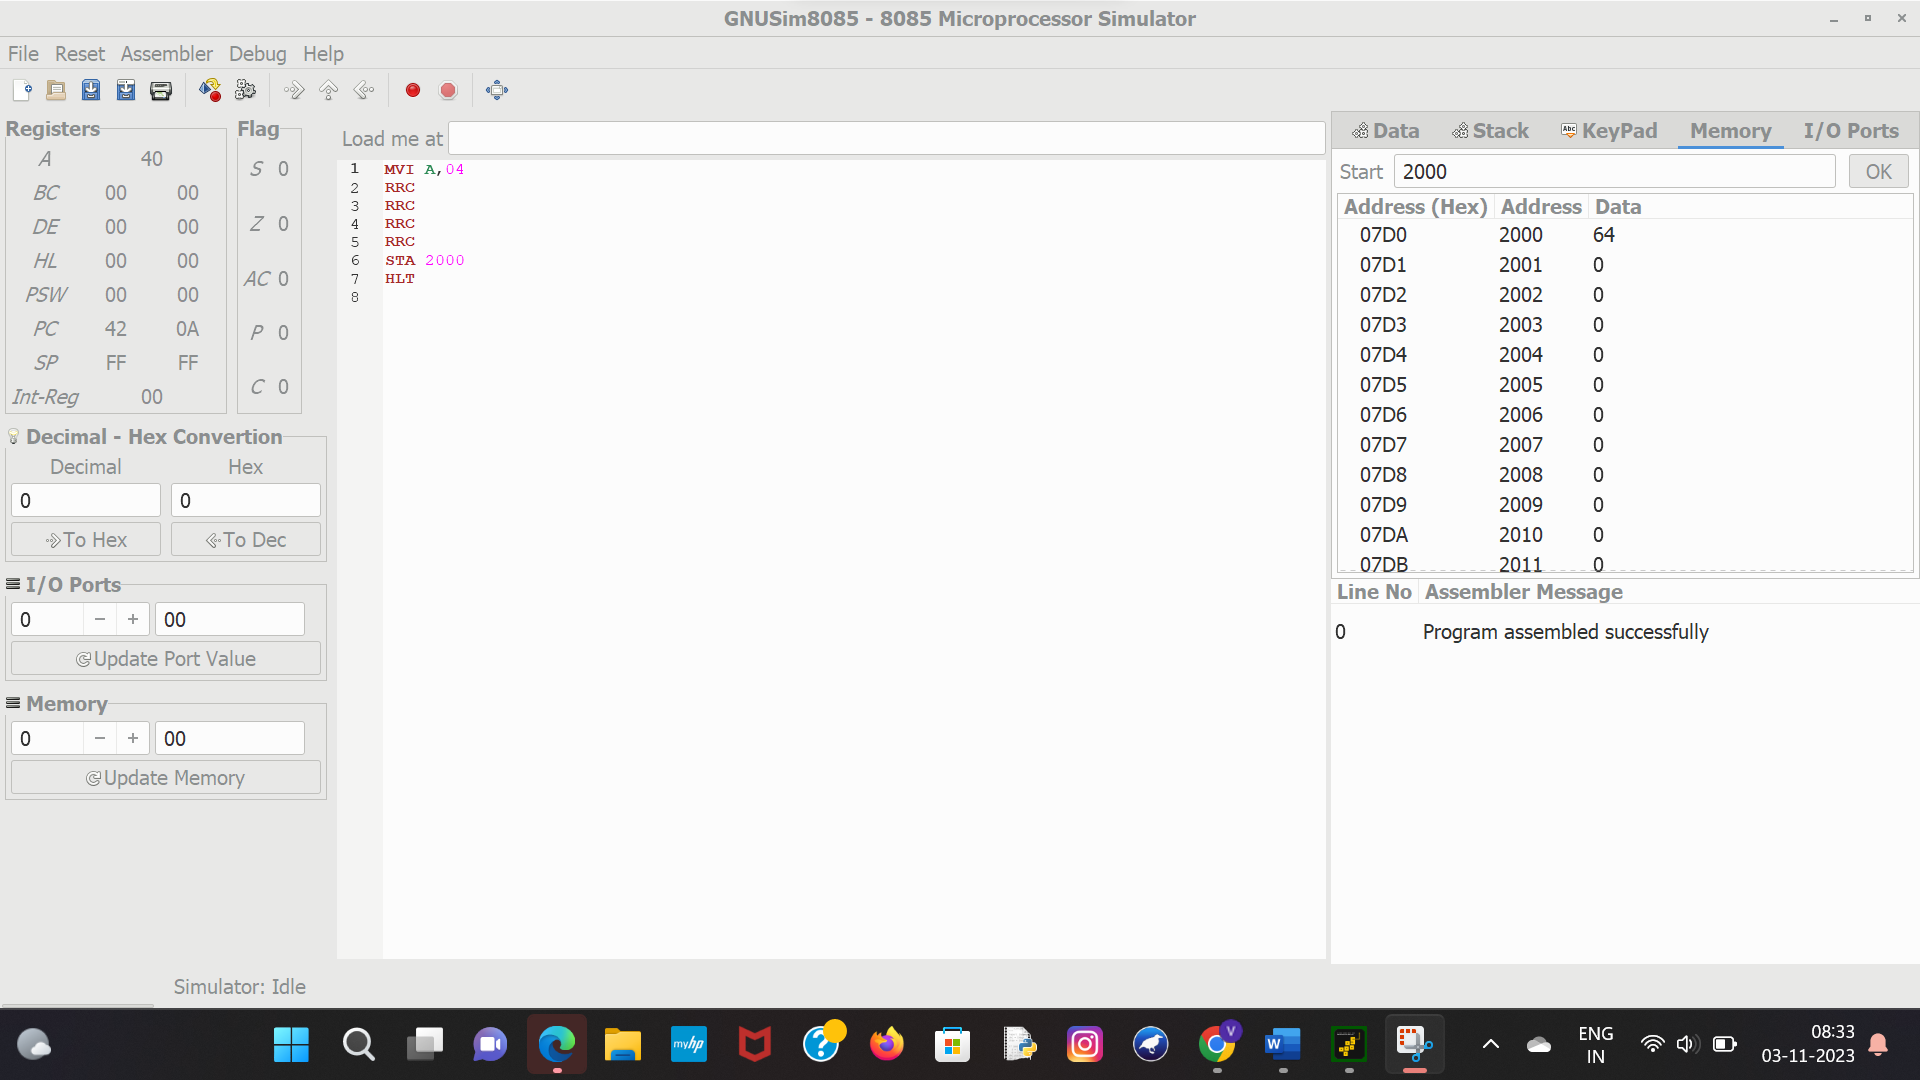 GNUSim8085 - 8085 Microprocessor Simulator
File Reset Assembler Debug Help
Registers
A 40
BC 00 00
DE 00 00
HL 00 00
PSW 00 00
PC 42 0A
SP FF FF
Int-Reg 00
Flag
S 0
Z 0
AC 0
P 0
C 0
Decimal - Hex Convertion
Decimal Hex
0 0
To Hex To Dec
I/O Ports
0 − + 00
Update Port Value
Memory
0 − + 00
Update Memory
Load me at
1 MVI A,04
2 RRC
3 RRC
4 RRC
5 RRC
6 STA 2000
7 HLT
8
Data Stack Abc KeyPad Memory I/O Ports
Start 2000 OK
Address (Hex) Address Data
07D0 2000 64
07D1 2001 0
07D2 2002 0
07D3 2003 0
07D4 2004 0
07D5 2005 0
07D6 2006 0
07D7 2007 0
07D8 2008 0
07D9 2009 0
07DA 2010 0
07DB 2011 0
Line No Assembler Message
0 Program assembled successfully
Simulator: Idle
myhp ? V W
ENG
IN
08:33
03-11-2023